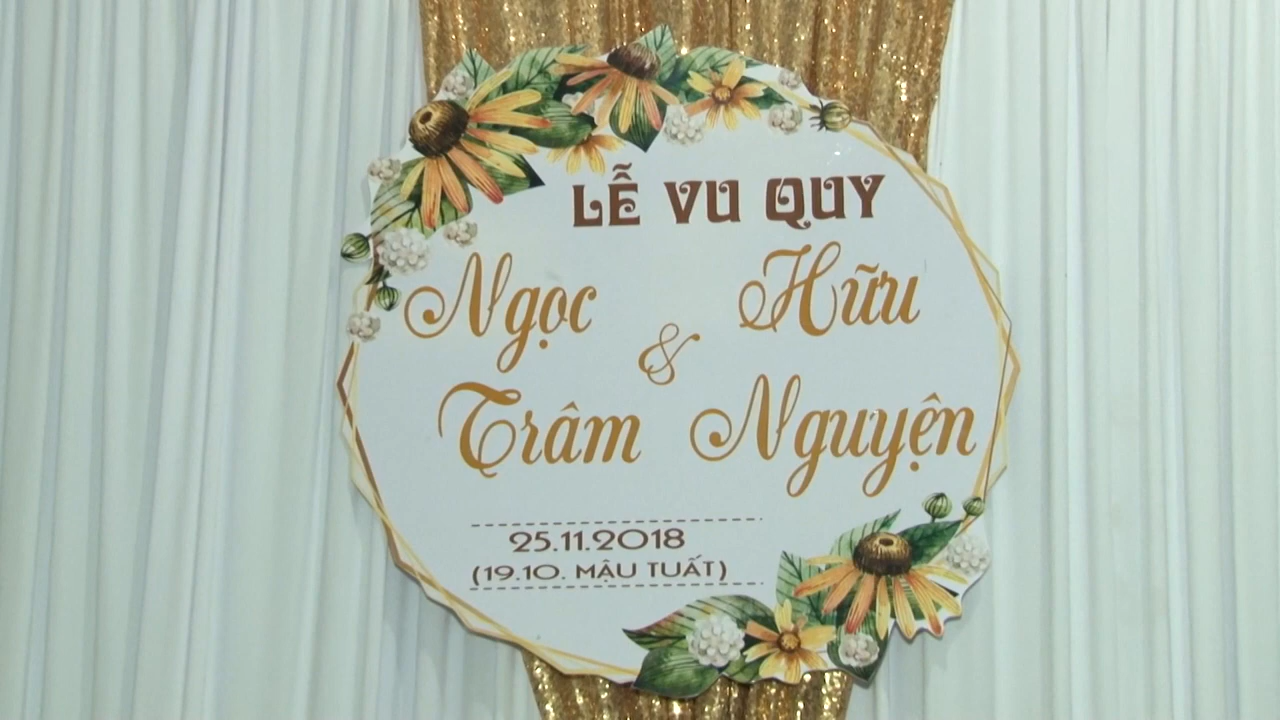 LỄ VU QUY
Ngọc Hữu
&
Trâm Nguyện
25.11.2018
(19.10. MẬU TUẤT)